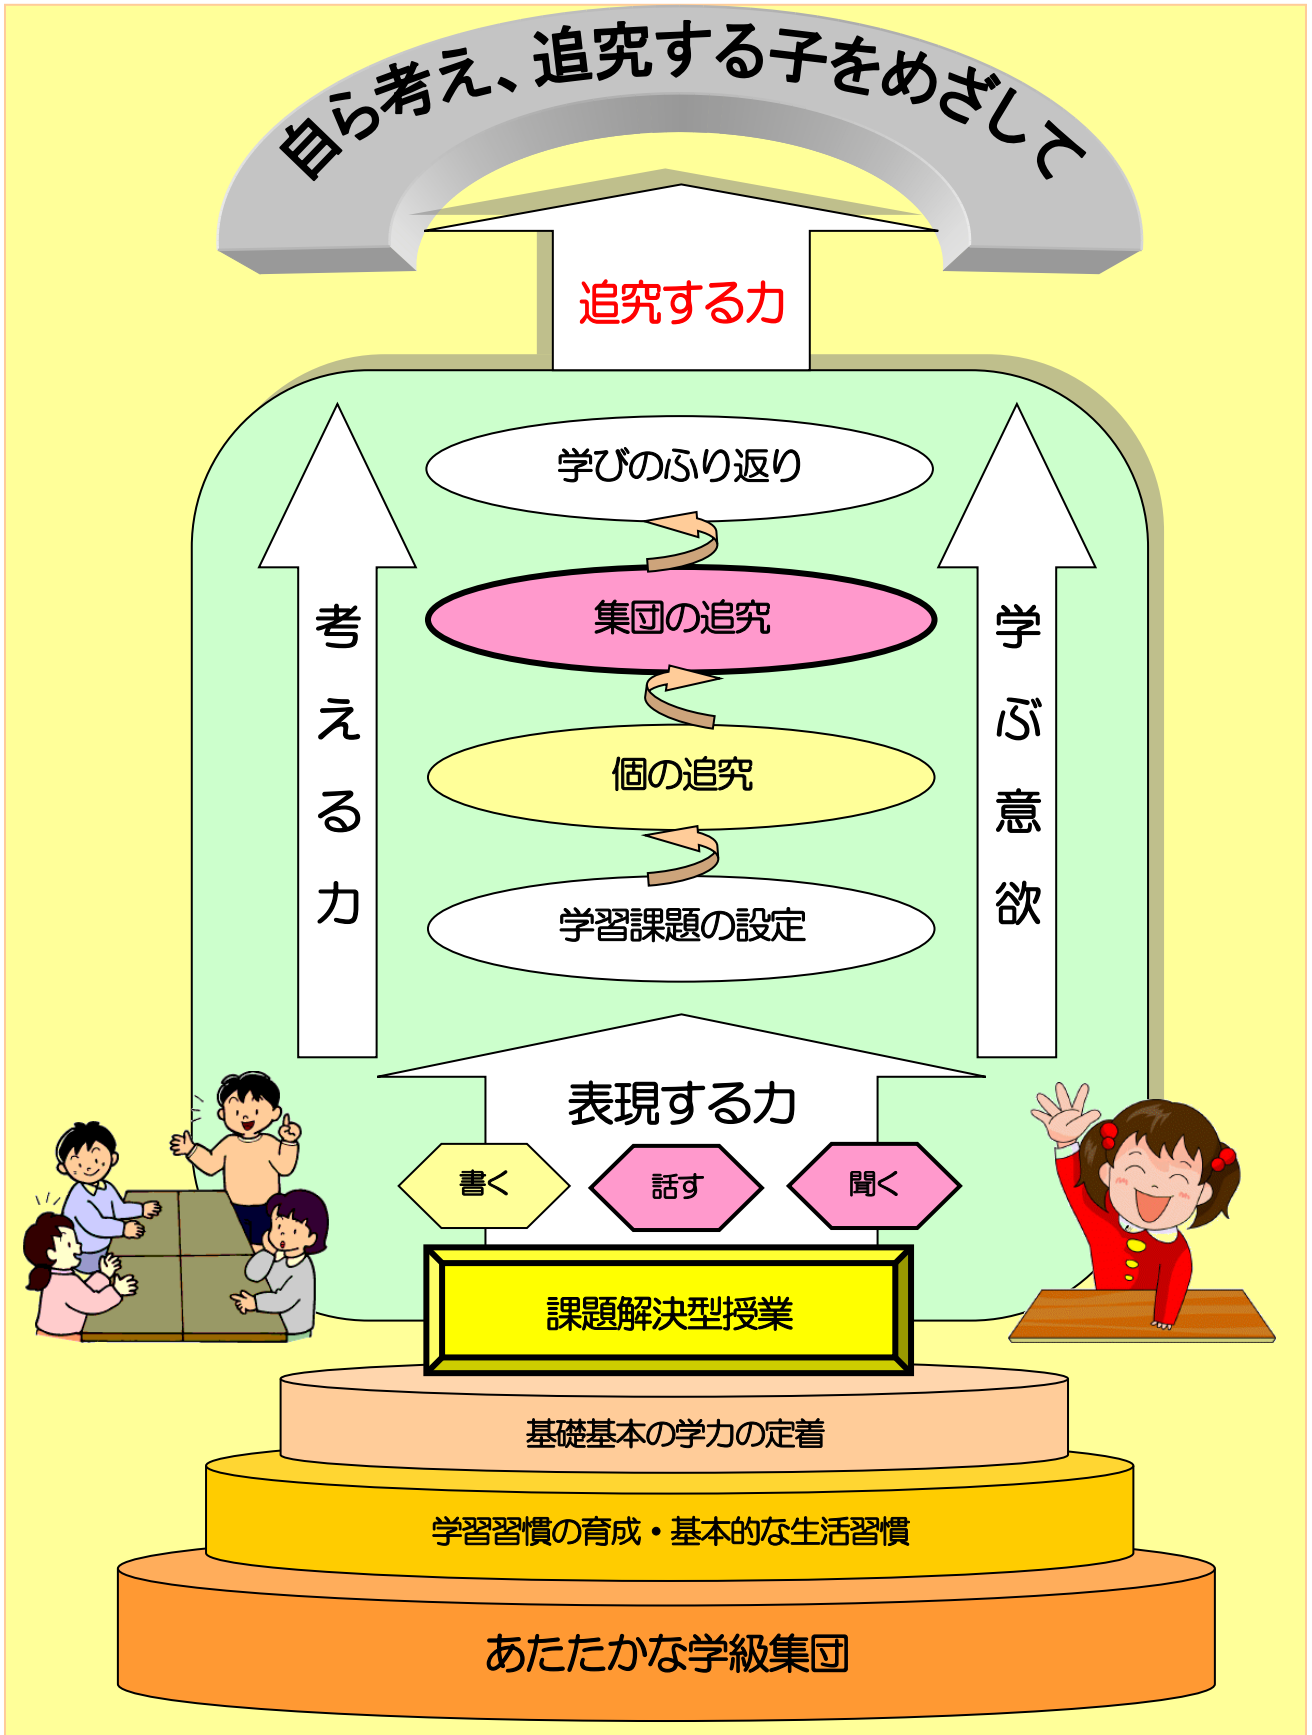 自ら考え、追究する子をめざして
追究する力
学びのふり返り
集団の追究
個の追究
学習課題の設定
考える力
学ぶ意欲
表現する力
書く
話す
聞く
課題解決型授業
基礎基本の学力の定着
学習習慣の育成・基本的な生活習慣
あたたかな学級集団